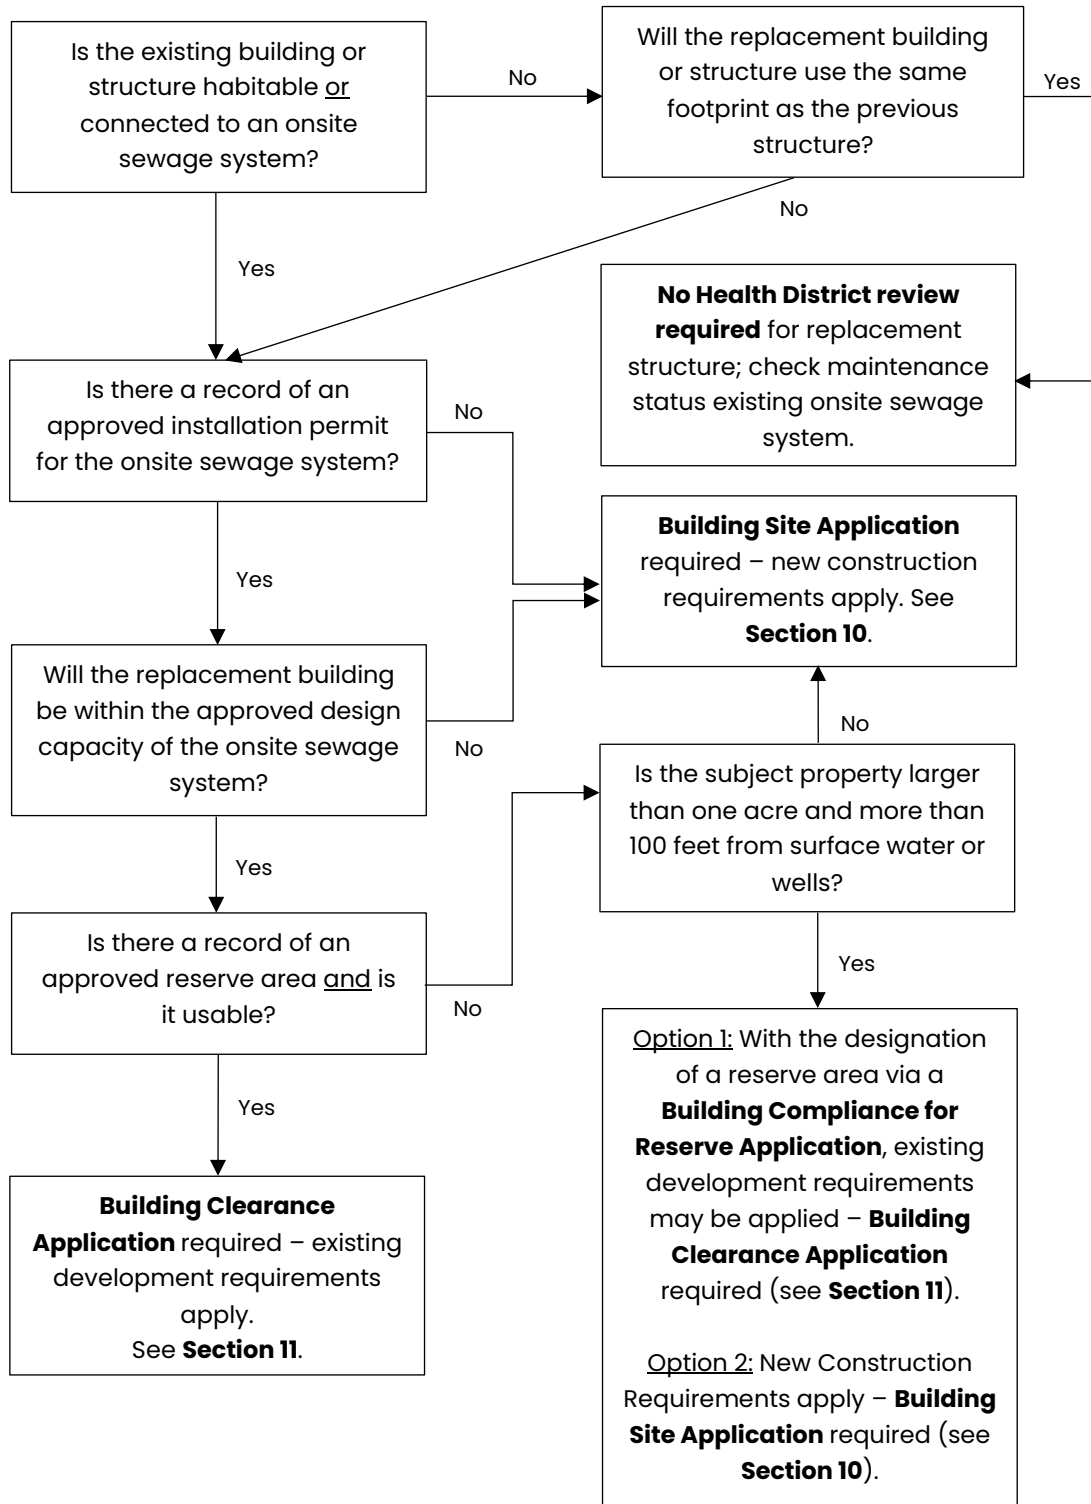 Is the existing building or
structure habitable or
connected to an onsite
sewage system?
No
Will the replacement building
or structure use the same
footprint as the previous
structure?
Yes
No
Yes
No Health District review
required for replacement
structure; check maintenance
status existing onsite sewage
system.
Is there a record of an
approved installation permit
for the onsite sewage system?
No
Building Site Application
required – new construction
requirements apply. See
Section 10.
Yes
Will the replacement building
be within the approved design
capacity of the onsite sewage
system?
No
No
Is the subject property larger
than one acre and more than
100 feet from surface water or
wells?
Yes
Is there a record of an
approved reserve area and is
it usable?
No
Yes
Yes
Building Clearance
Application required – existing
development requirements
apply.
See Section 11.
Option 1: With the designation
of a reserve area via a
Building Compliance for
Reserve Application, existing
development requirements
may be applied – Building
Clearance Application
required (see Section 11).
Option 2: New Construction
Requirements apply – Building
Site Application required (see
Section 10).